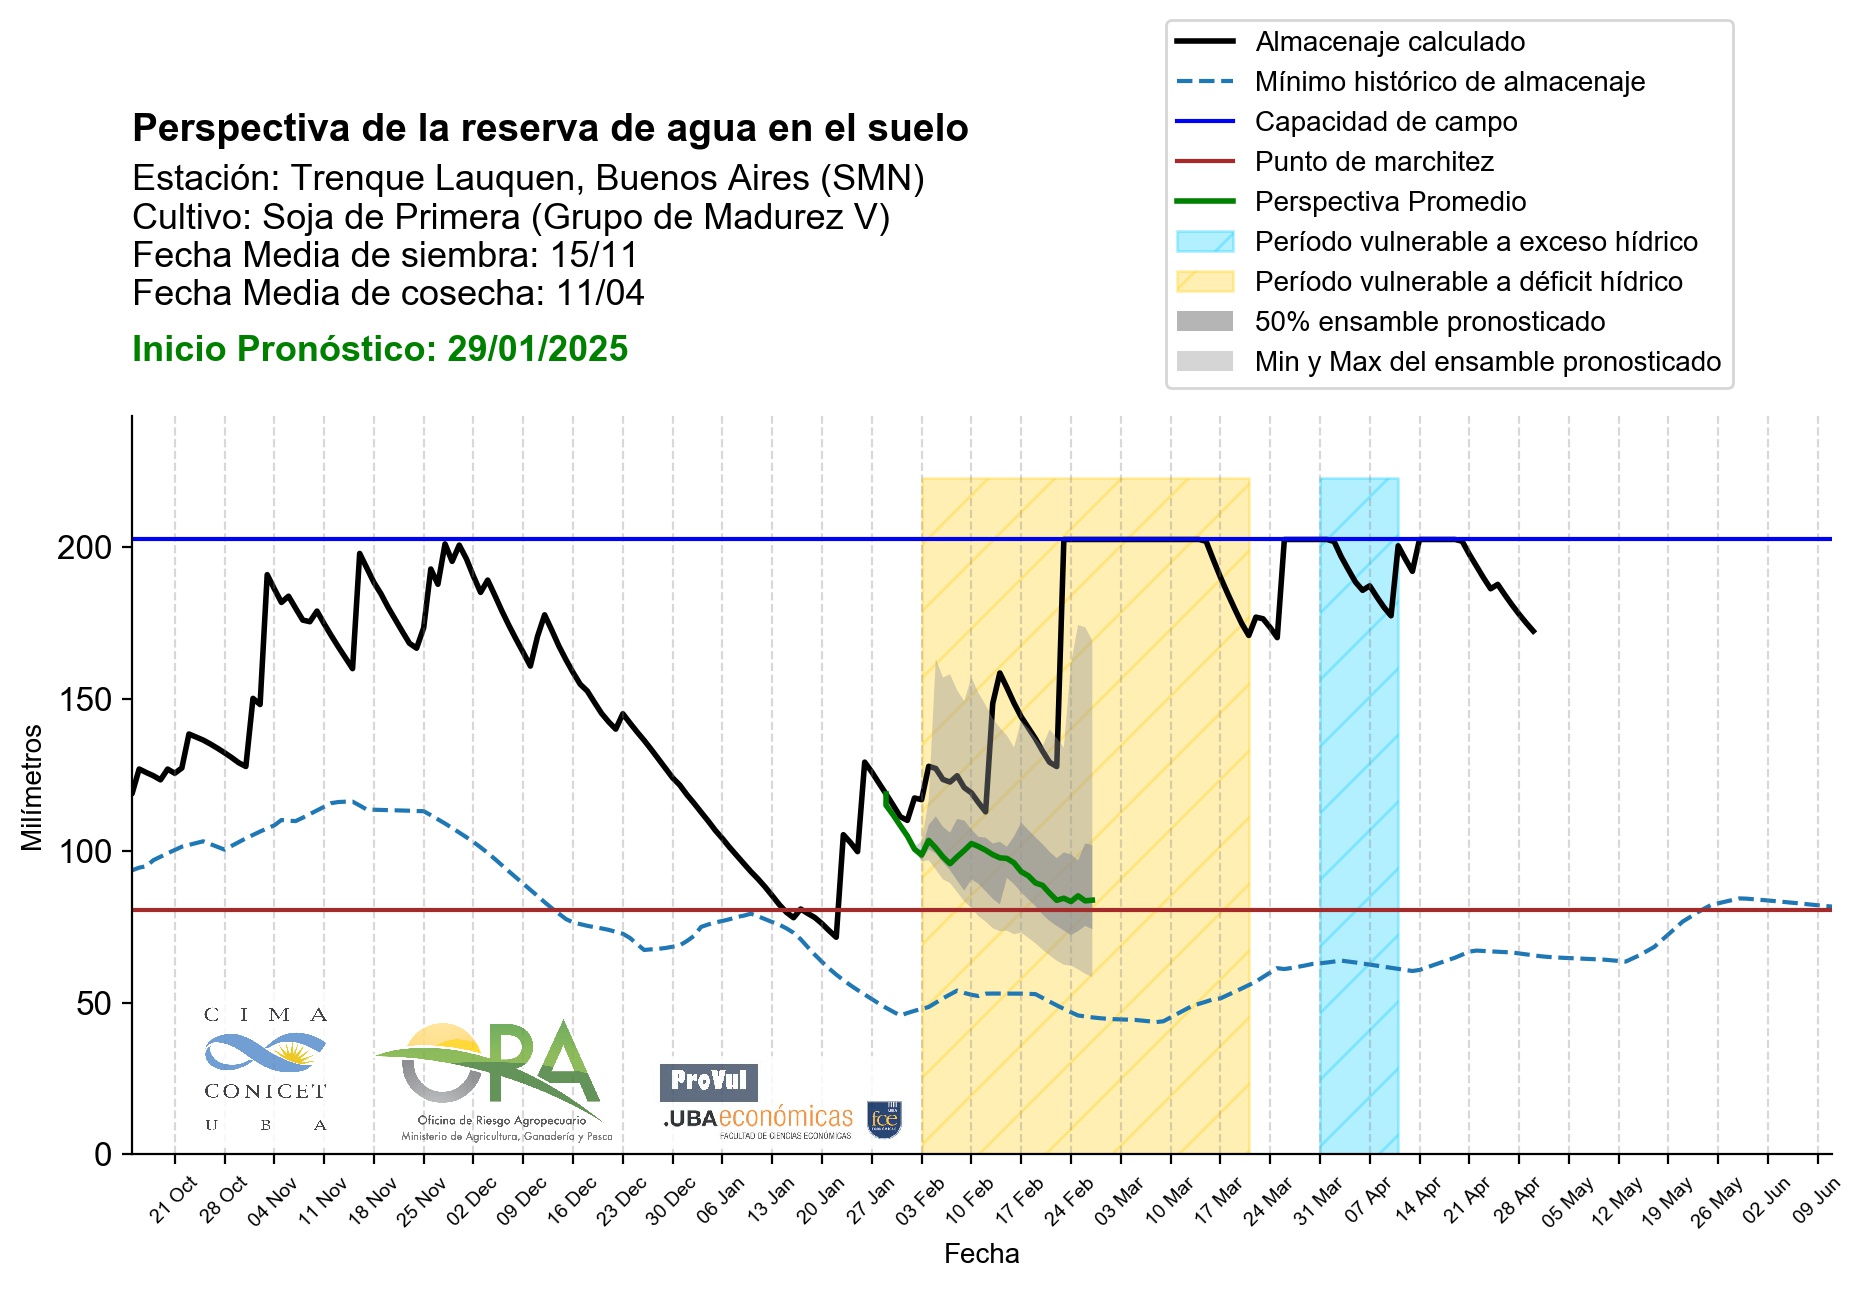 Almacenaje calculado
Mínimo histórico de almacenaje
Capacidad de campo
Punto de marchitez
Perspectiva Promedio
Período vulnerable a exceso hídrico
Período vulnerable a déficit hídrico
50% ensamble pronosticado
Min y Max del ensamble pronosticado
Perspectiva de la reserva de agua en el suelo
Estación: Trenque Lauquen, Buenos Aires (SMN)
Cultivo: Soja de Primera (Grupo de Madurez V)
Fecha Media de siembra: 15/11
Fecha Media de cosecha: 11/04
Inicio Pronóstico: 29/01/2025
Milímetros
200
150
100
50
0
C I M A
CONICET
U B A
ORA
Oficina de Riesgo Agropecuario
Ministerio de Agricultura, Ganadería y Pesca
ProVul
.UBAeconómicas
FACULTAD DE CIENCIAS ECONÓMICAS
UBA
fce
ECONÓMICAS
21 Oct
28 Oct
04 Nov
11 Nov
18 Nov
25 Nov
02 Dec
09 Dec
16 Dec
23 Dec
30 Dec
06 Jan
13 Jan
20 Jan
27 Jan
03 Feb
10 Feb
17 Feb
24 Feb
03 Mar
10 Mar
17 Mar
24 Mar
31 Mar
07 Apr
14 Apr
21 Apr
28 Apr
05 May
12 May
19 May
26 May
02 Jun
09 Jun
Fecha